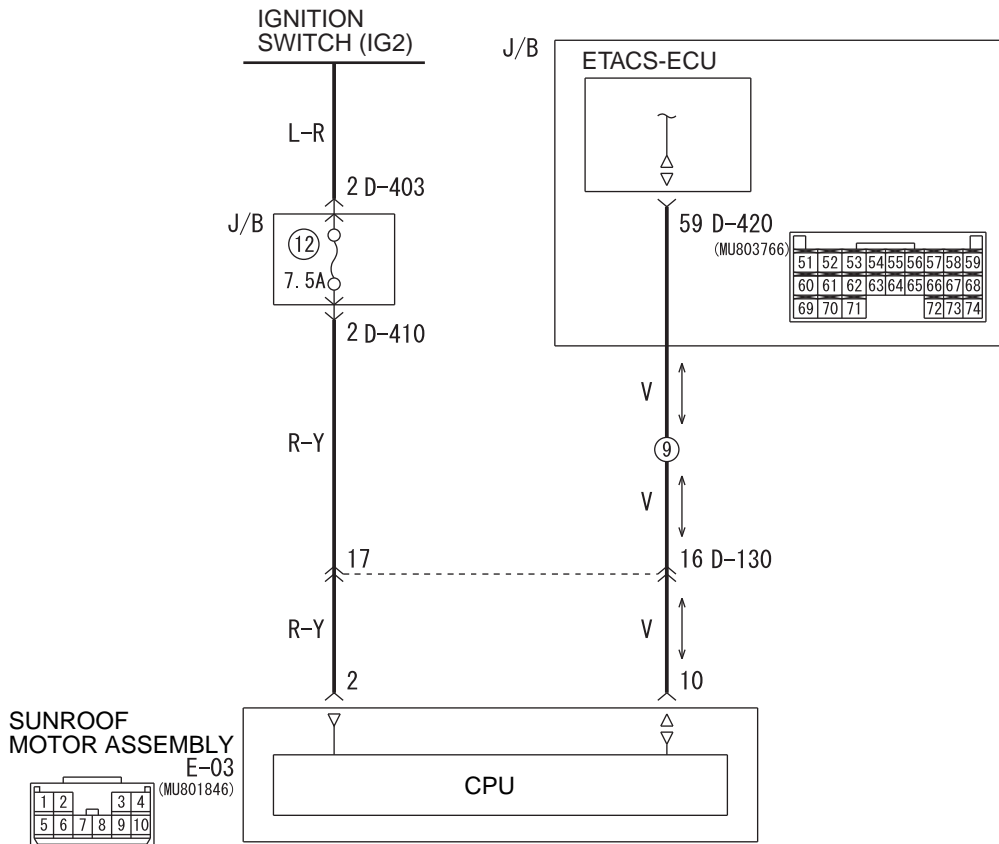 IGNITION
SWITCH (IG2)
J/B
ETACS-ECU
L-R
2 D-403
J/B
12
7.5A
59 D-420
(MU803766)
51 52 53 54 55 56 57 58 59
60 61 62 63 64 65 66 67 68
69 70 71 72 73 74
2 D-410
V
R-Y
9
V
17
16 D-130
R-Y
V
2
10
SUNROOF
MOTOR ASSEMBLY
E-03
(MU801846)
CPU
1 2 3 4
5 6 7 8 9 10